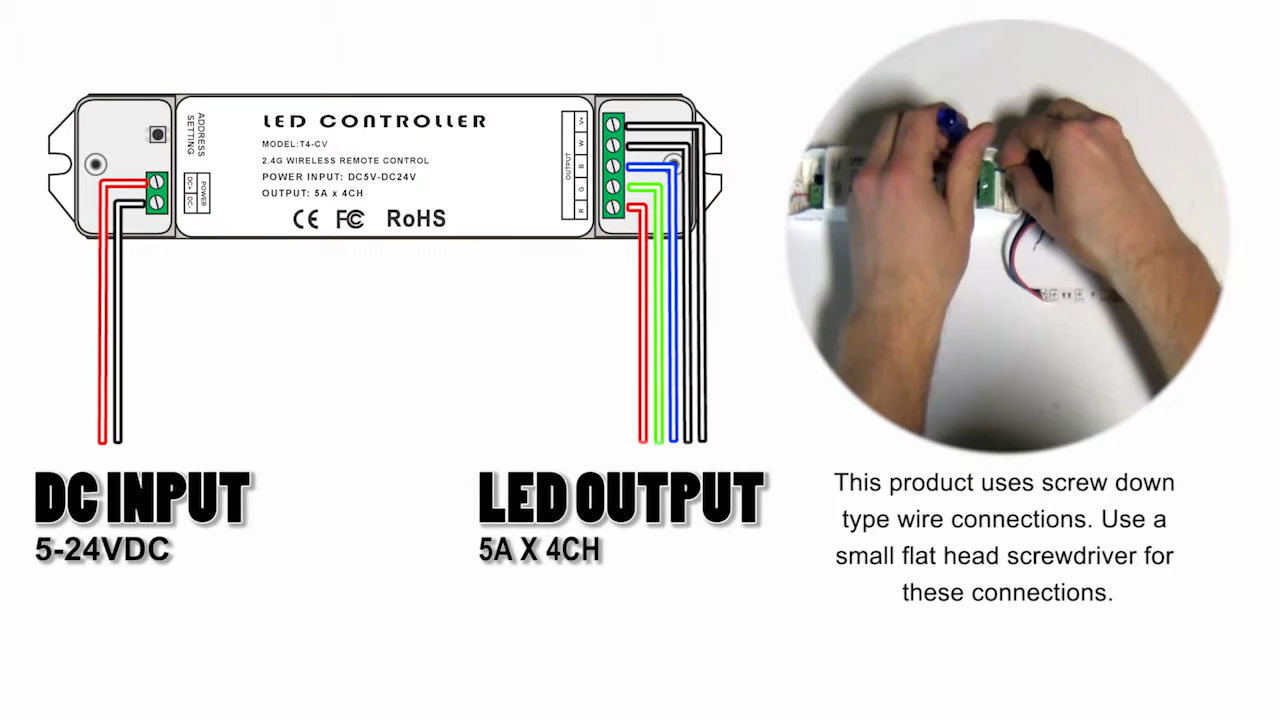 ADDRESS
SETTING
POWER
DC+
DC-
LED CONTROLLER
MODEL:T4-CV
2.4G WIRELESS REMOTE CONTROL
POWER INPUT: DC5V-DC24V
OUTPUT: 5A x 4CH
CE FC RoHS
OUTPUT
V+
W
B
G
R
DC INPUT
5-24VDC
LED OUTPUT
5A X 4CH
This product uses screw down
type wire connections. Use a
small flat head screwdriver for
these connections.